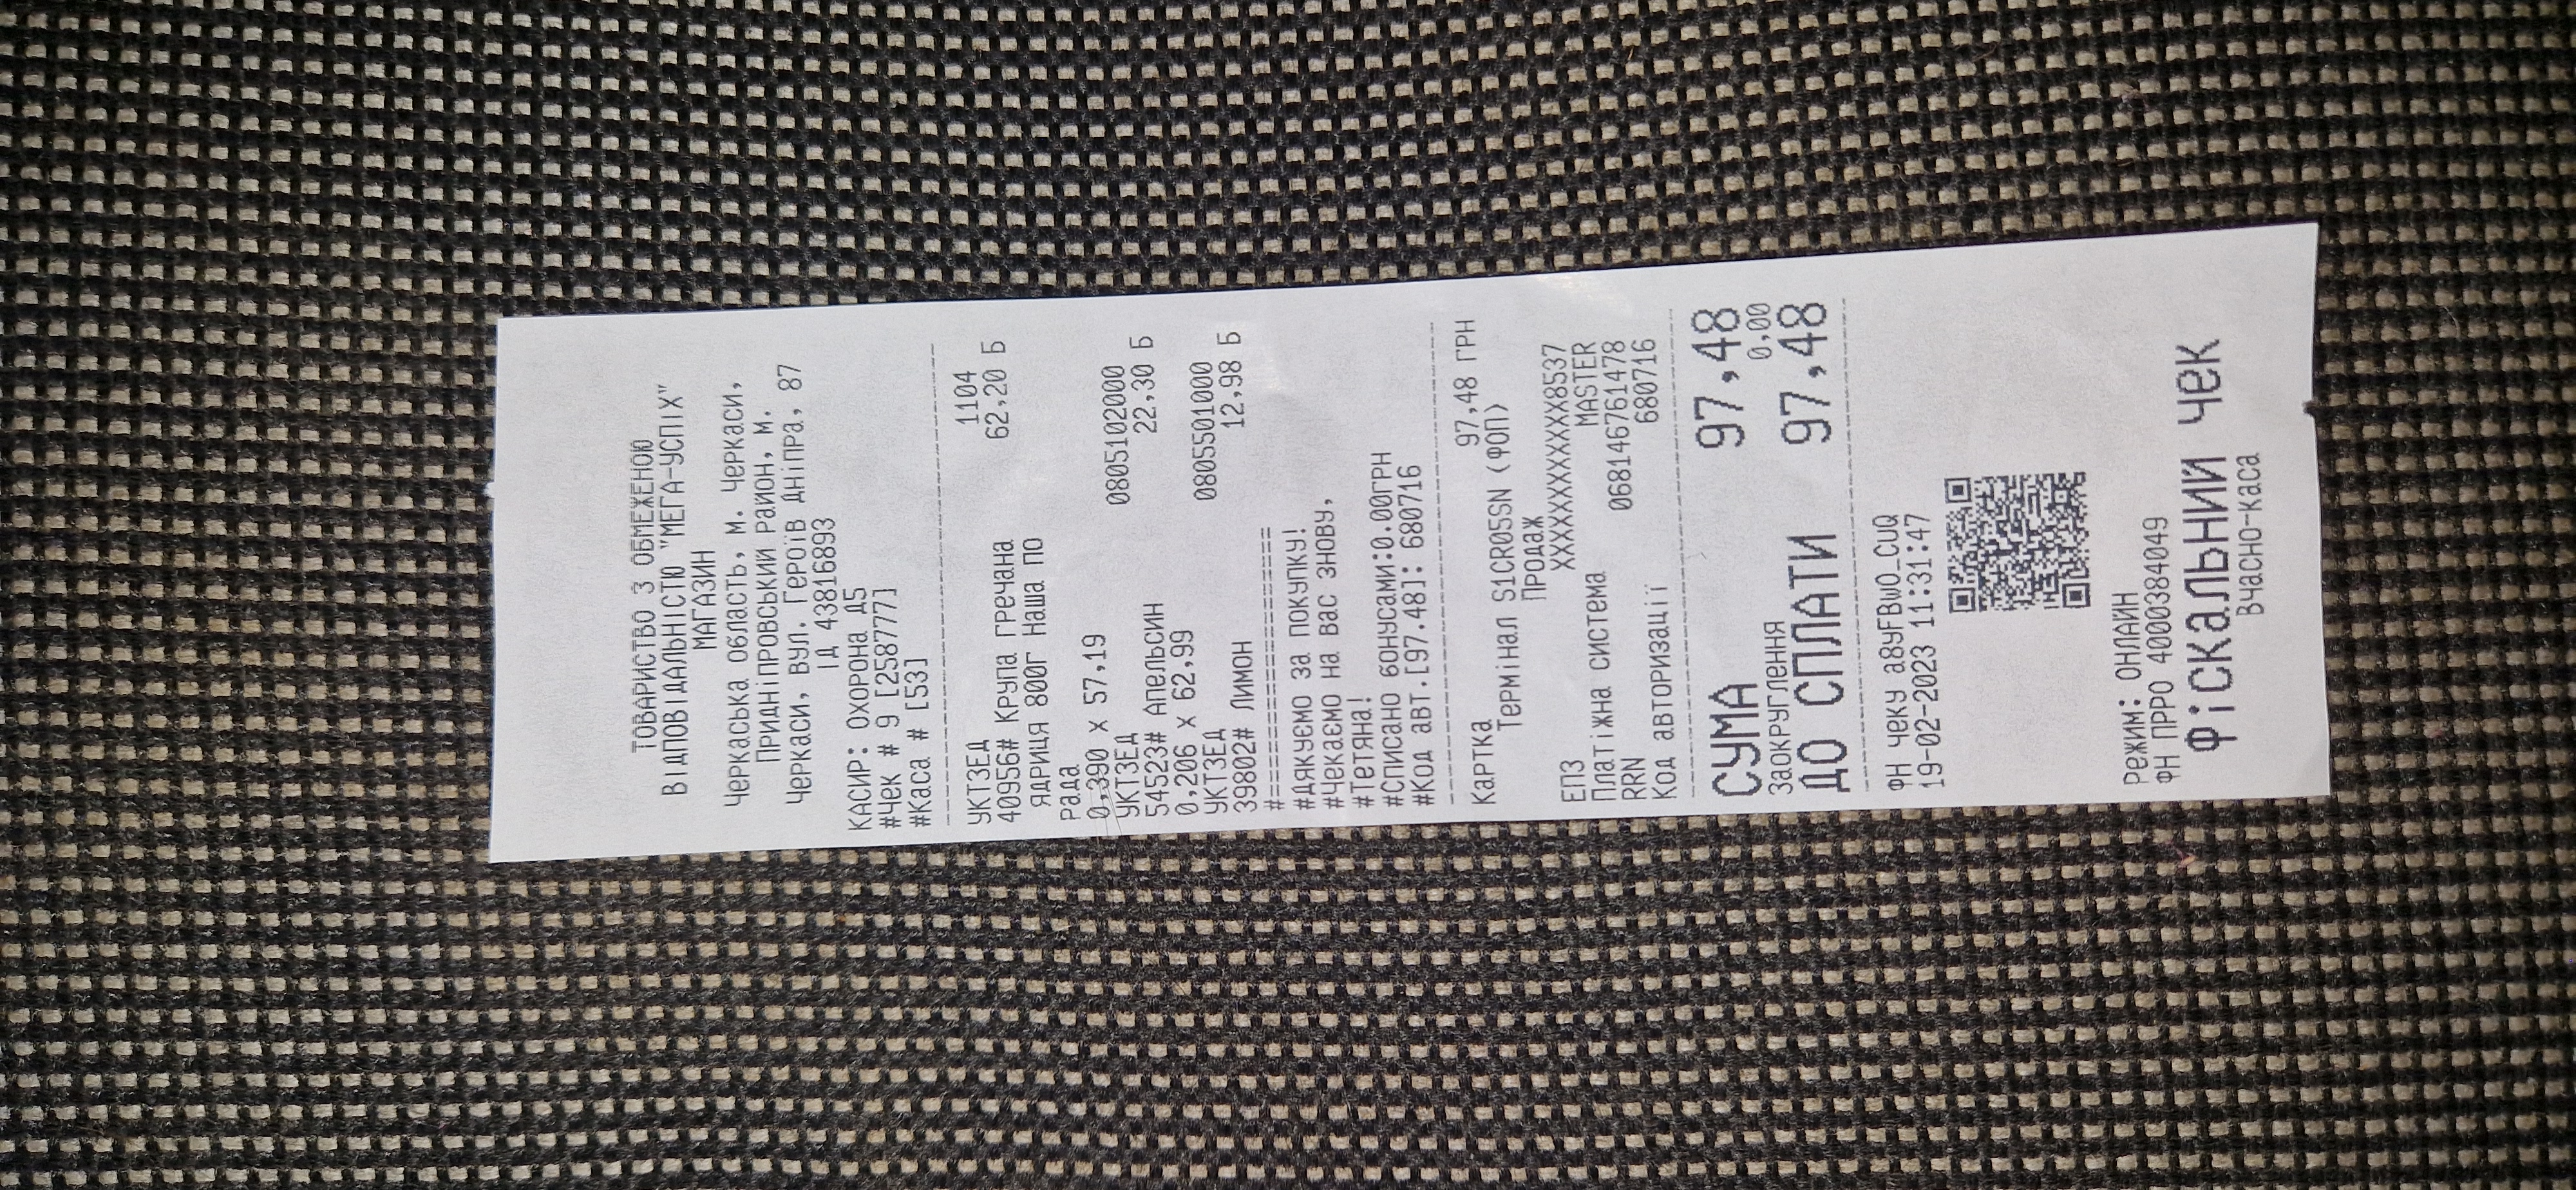 ТОВАРИСТВО З ОБМЕЖЕНОЮ
ВІДПОВІДАЛЬНІСТЮ "МЕГА-УСПІХ"
МАГАЗИН
Черкаська область, м. Черкаси,
Придніпровський район, м.
Черкаси, вул. Героїв Дніпра, 87
ІД 43816893
КАСИР: Охорона Д5
#Чек # 9 [258777]
#Каса # [53]
УКТЗЕД 1104
40956# Крупа гречана 62,20 Б
ядриця 800г Наша По
рада
0,390 x 57,19
УКТЗЕД 0805102000
54523# Апельсин 22,30 Б
0,206 x 62,99
УКТЗЕД 0805501000
39802# Лимон 12,98 Б
#==========================
#Дякуємо за покупку!
#Чекаємо на Вас знову,
#Тетяна!
#Списано бонусами:0.00ГРН
#Код авт.[97.48]: 680716
Картка 97,48 ГРН
Термінал S1CR05SN (ФОП)
Продаж
ЕПЗ XXXXXXXXXXXX8537
Платіжна система MASTER
RRN 068146761478
Код авторизації 680716
СУМА 97,48
Заокруглення 0,00
ДО СПЛАТИ 97,48
ФН чеку a8yFBwO_CuQ
19-02-2023 11:31:47
Режим: ОНЛАЙН
ФН ПРРО 4000384049
Фіскальний чек
Вчасно-каса